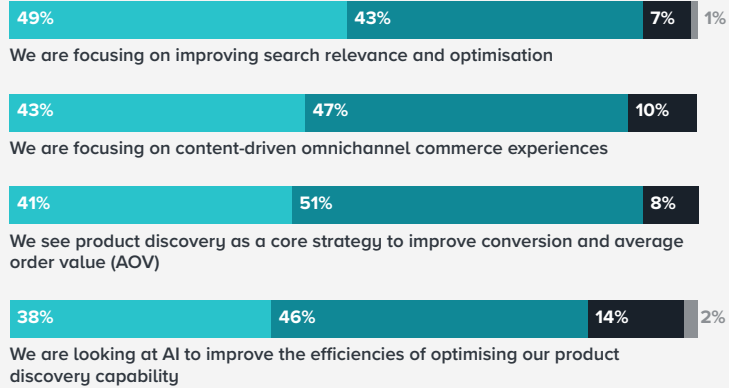 49% 43% 7% 1%
We are focusing on improving search relevance and optimisation
43% 47% 10%
We are focusing on content-driven omnichannel commerce experiences
41% 51% 8%
We see product discovery as a core strategy to improve conversion and average
order value (AOV)
38% 46% 14% 2%
We are looking at AI to improve the efficiencies of optimising our product
discovery capability